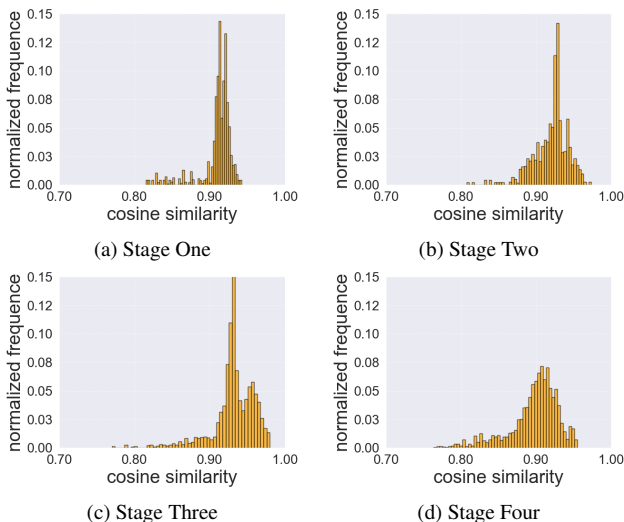 0.15
0.12
0.10
0.08
0.05
0.03
0.00
normalized frequence
0.70 0.80 0.90 1.00
cosine similarity
(a) Stage One
0.15
0.12
0.10
0.08
0.05
0.03
0.00
normalized frequence
0.70 0.80 0.90 1.00
cosine similarity
(b) Stage Two
0.15
0.12
0.10
0.08
0.05
0.03
0.00
normalized frequence
0.70 0.80 0.90 1.00
cosine similarity
(c) Stage Three
0.15
0.12
0.10
0.08
0.05
0.03
0.00
normalized frequence
0.70 0.80 0.90 1.00
cosine similarity
(d) Stage Four